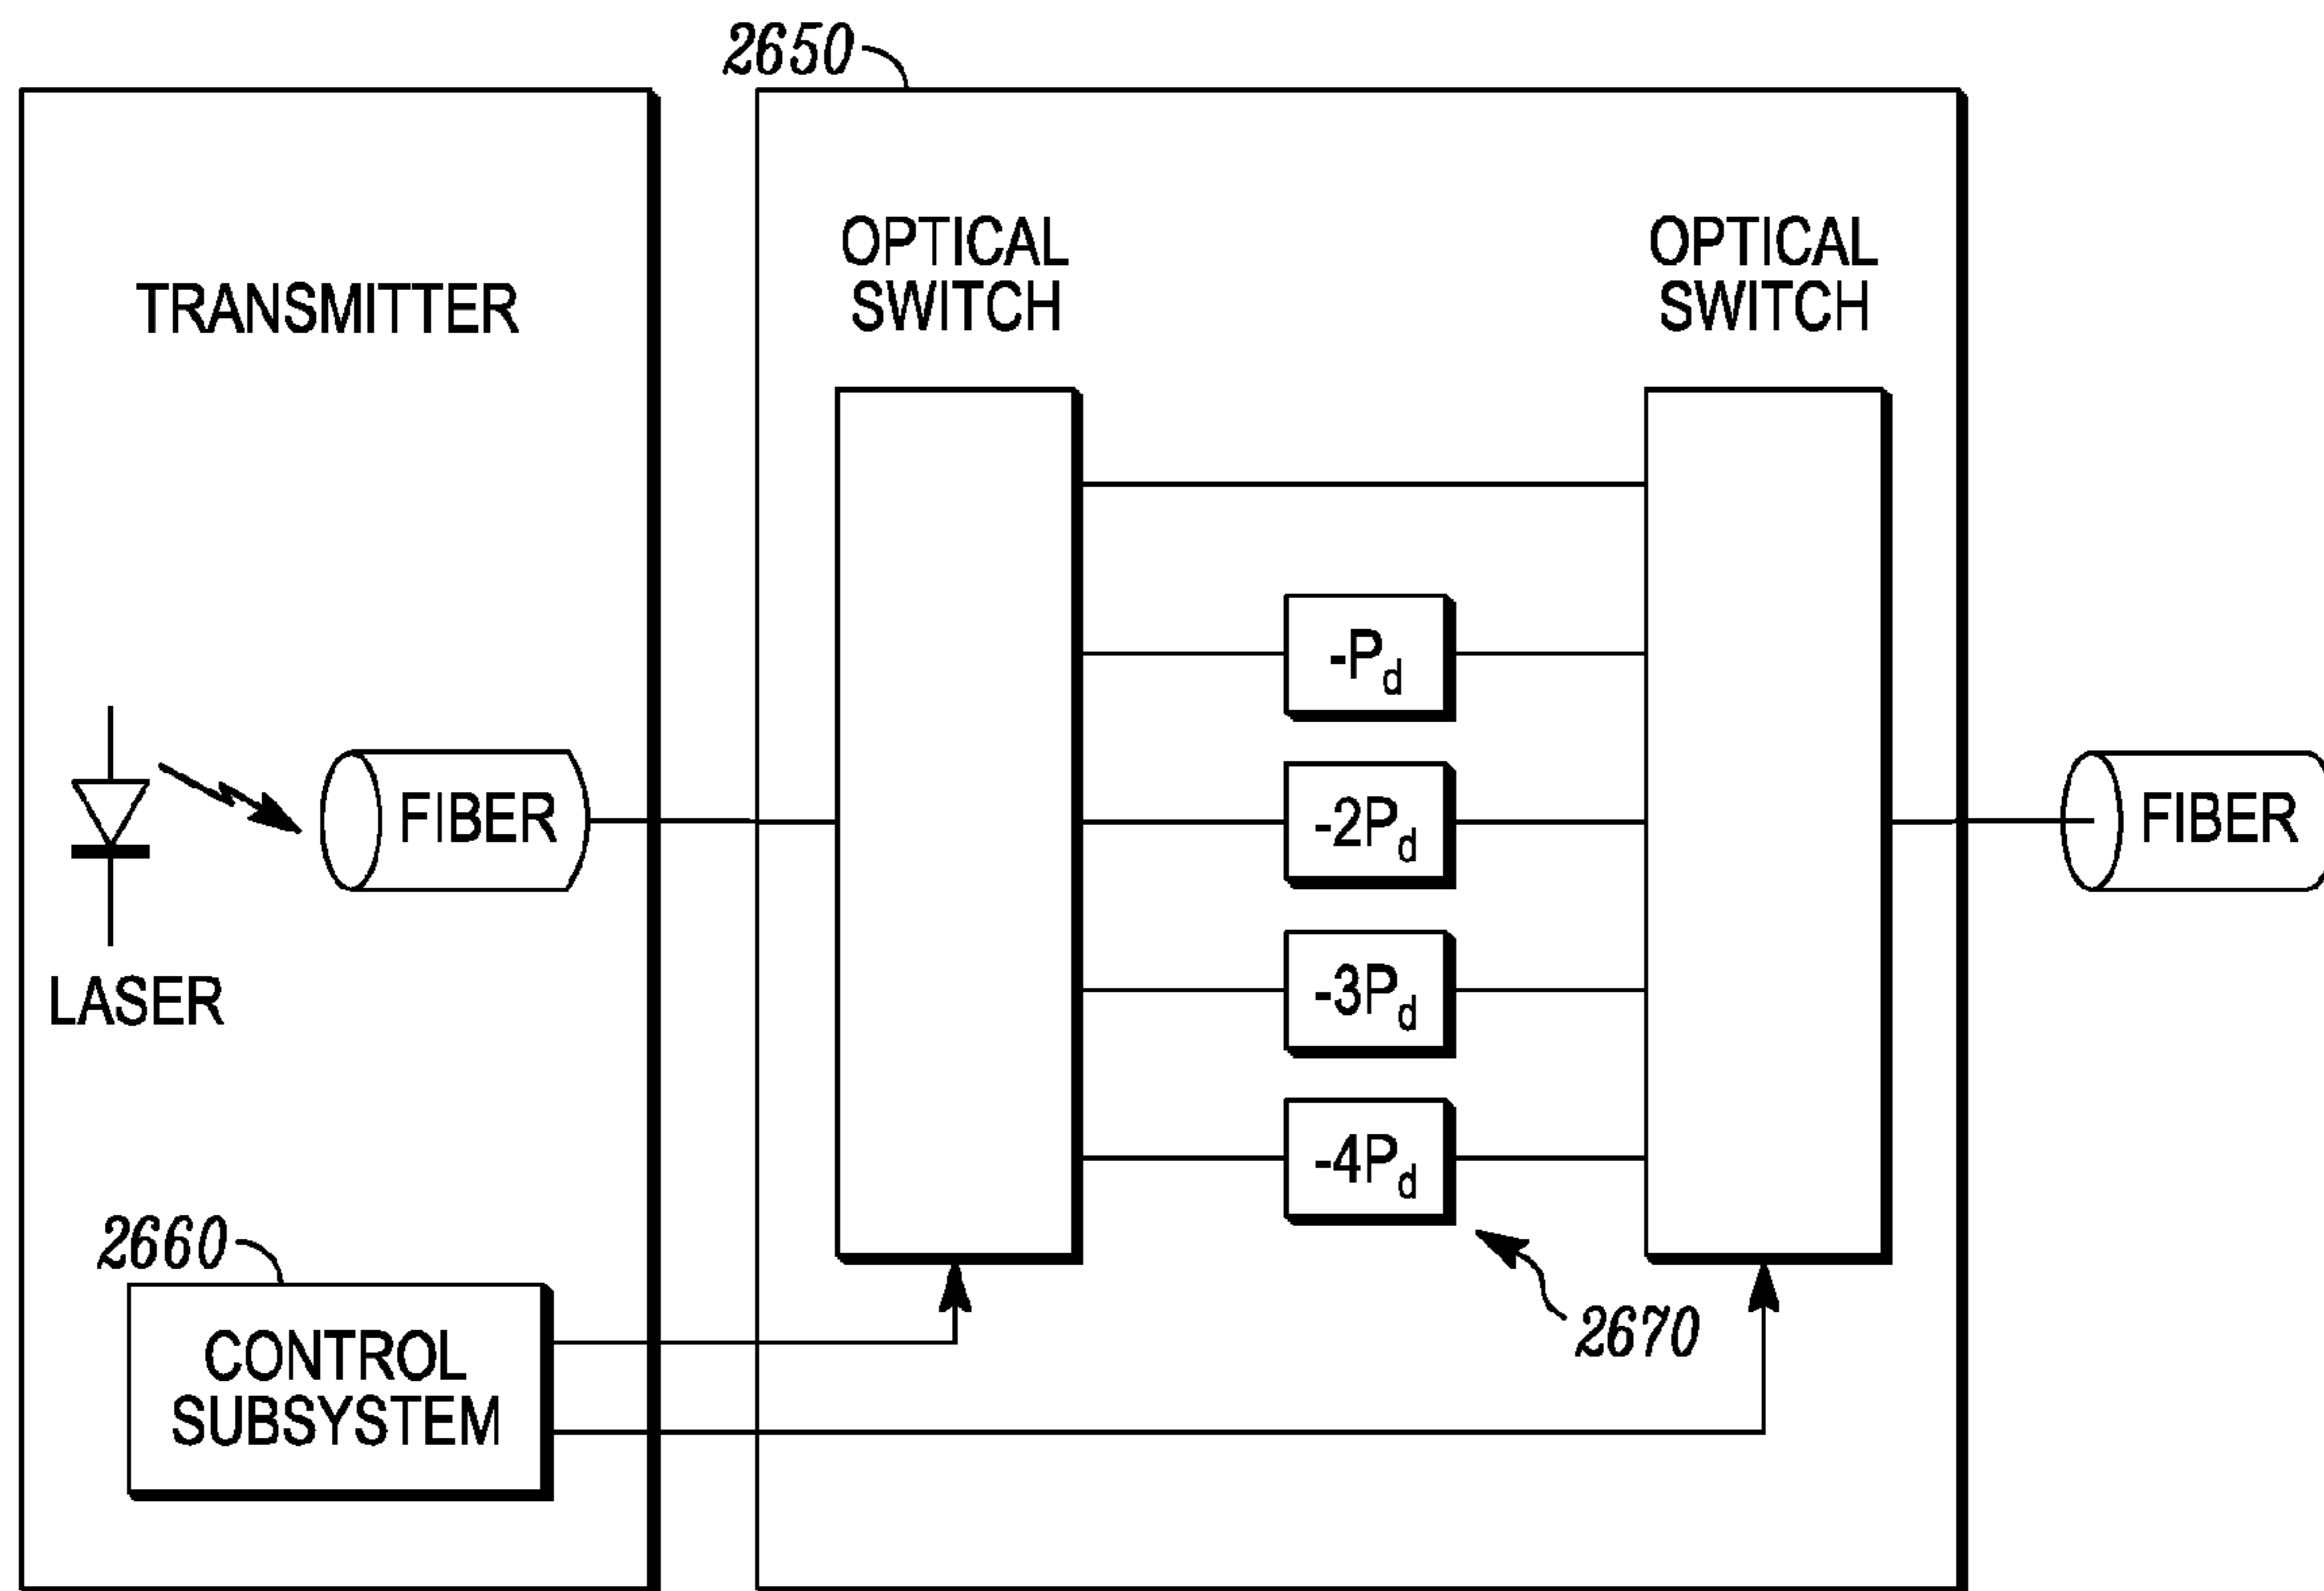 2650
TRANSMITTER
OPTICAL
SWITCH
OPTICAL
SWITCH
-Pd
-2Pd
-3Pd
-4Pd
FIBER
LASER
FIBER
2660
CONTROL
SUBSYSTEM
2670